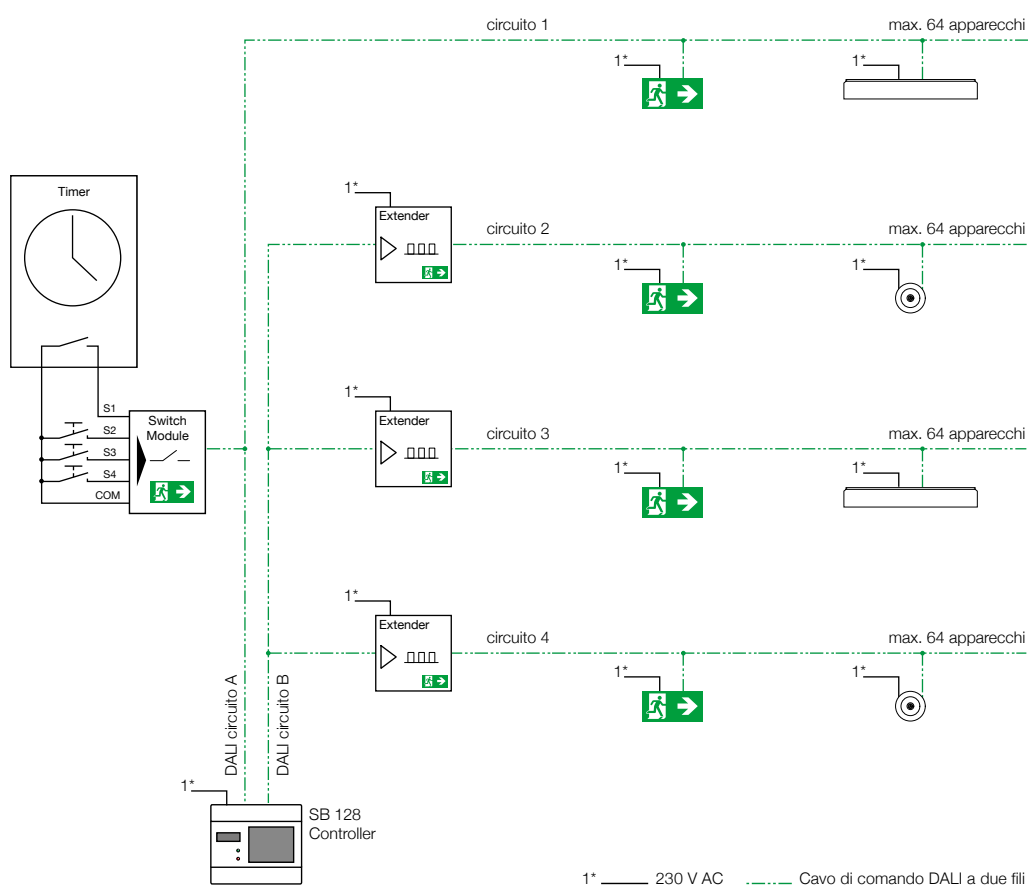 circuito 1
max. 64 apparecchi
1*
1*
Timer
1*
Extender
circuito 2
max. 64 apparecchi
1*
1*
S1
S2
S3
S4
COM
Switch
Module
1*
Extender
circuito 3
max. 64 apparecchi
1*
1*
1*
Extender
circuito 4
max. 64 apparecchi
1*
1*
DALI circuito A
DALI circuito B
1*
SB 128
Controller
1* 230 V AC
Cavo di comando DALI a due fili